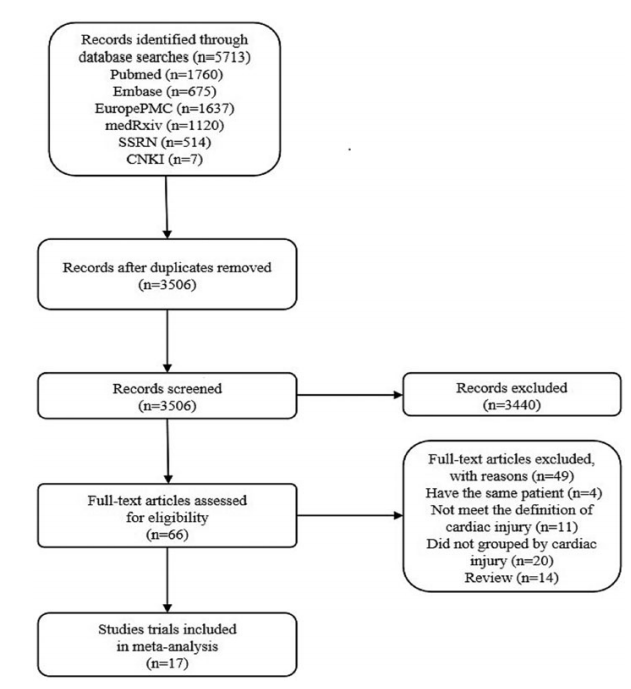 Records identified through
database searches (n=5713)
Pubmed (n=1760)
Embase (n=675)
EuropePMC (n=1637)
medRxiv (n=1120)
SSRN (n=514)
CNKI (n=7)
Records after duplicates removed
(n=3506)
Records screened
(n=3506)
Records excluded
(n=3440)
Full-text articles assessed
for eligibility
(n=66)
Full-text articles excluded,
with reasons (n=49)
Have the same patient (n=4)
Not meet the definition of
cardiac injury (n=11)
Did not grouped by cardiac
injury (n=20)
Review (n=14)
Studies trials included
in meta-analysis
(n=17)